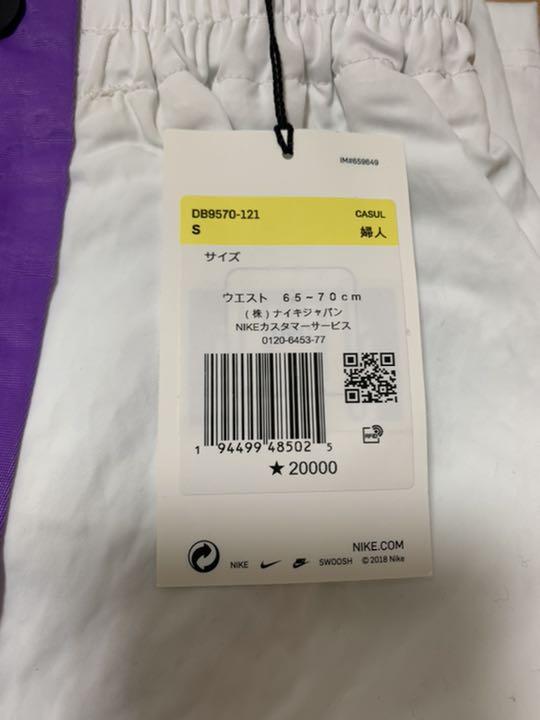 IM#659649
DB9570-121 CASUL
S 婦人
サイズ
ウエスト 65~70cm
(株)ナイキジャパン
NIKEカスタマーサービス
0120-6453-77
RFID
1 94499 48502 5
★20000
NIKE.COM
NIKE SWOOSH © 2018 Nike